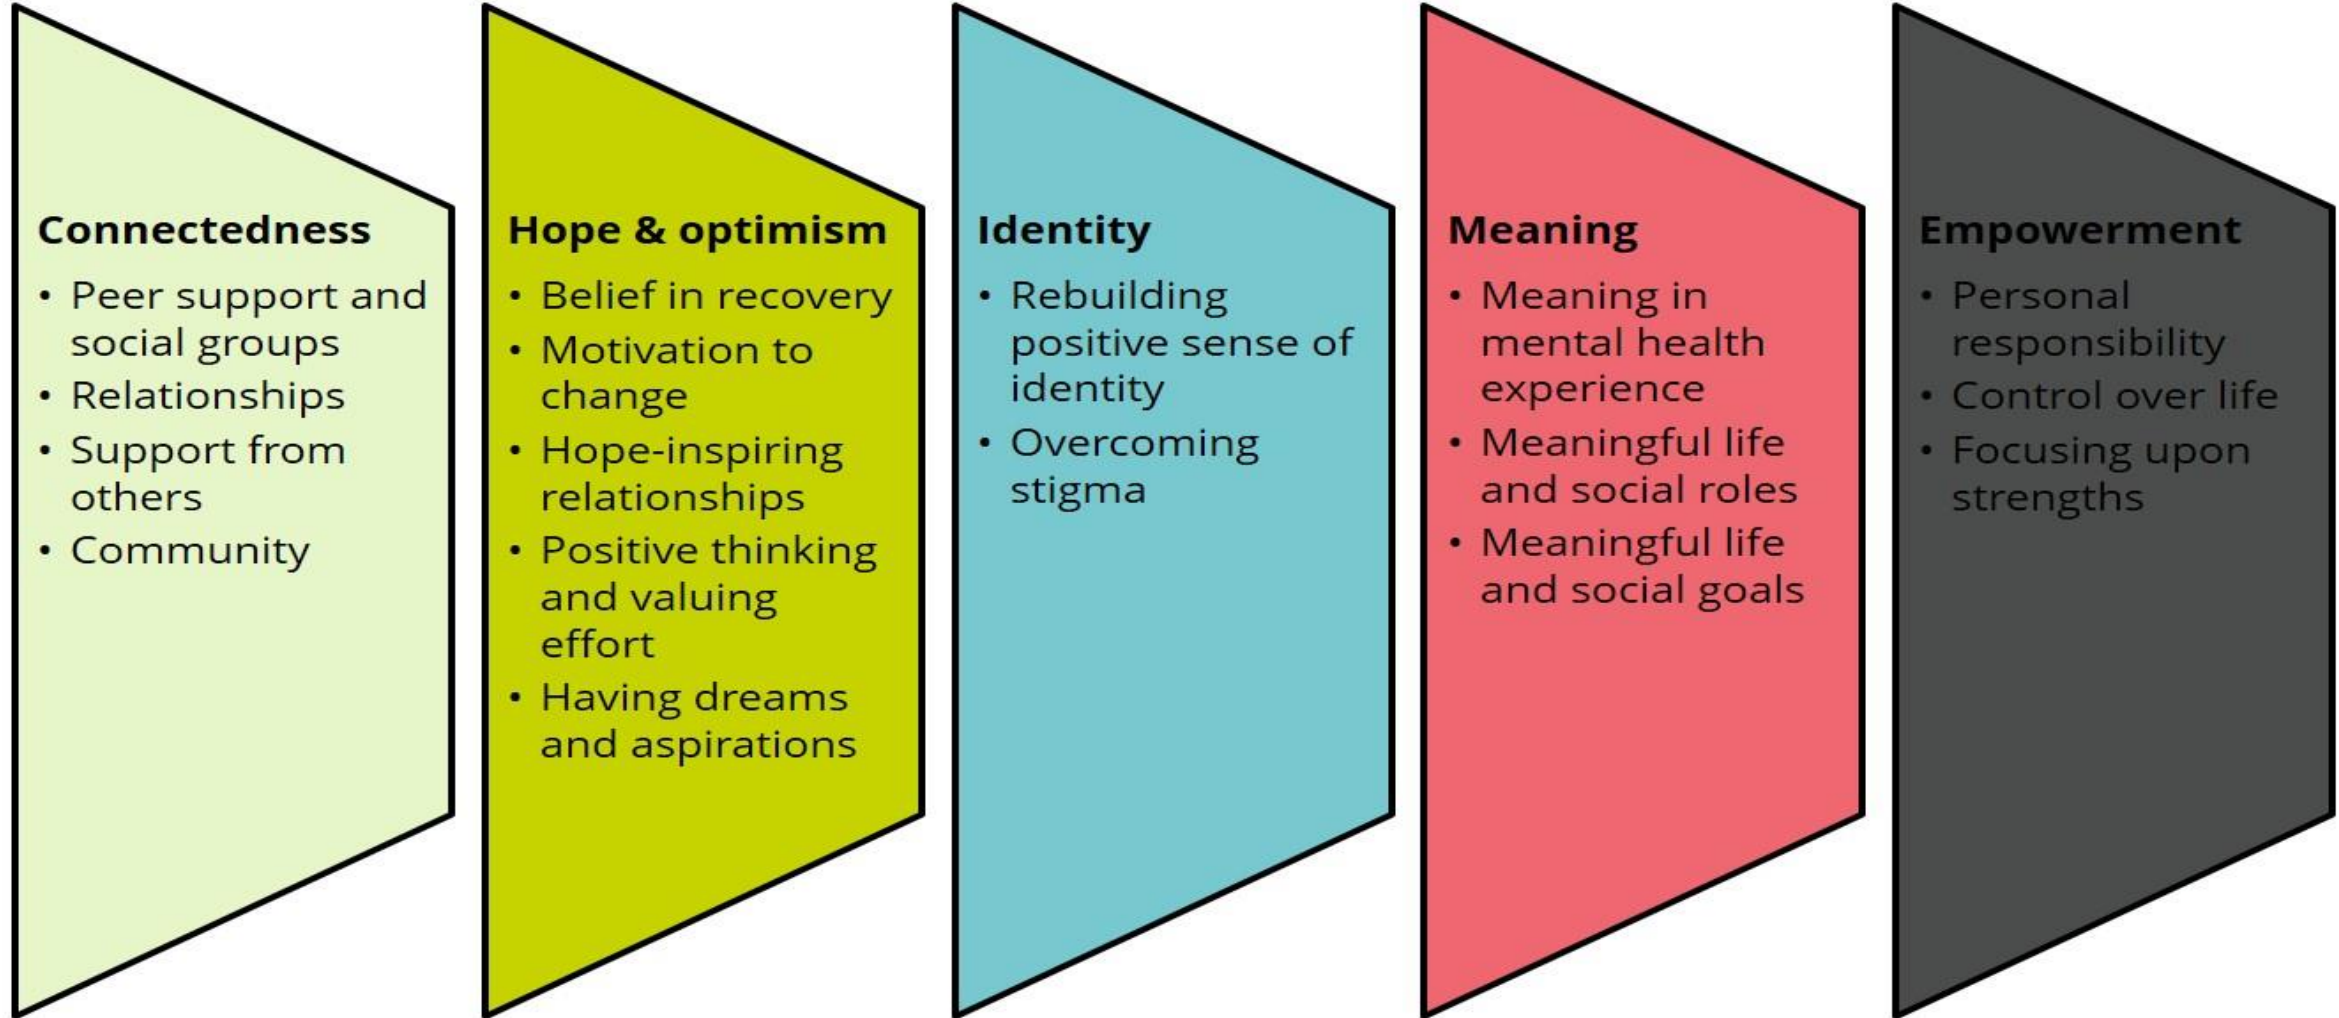 Connectedness
• Peer support and
social groups
• Relationships
• Support from
others
• Community
Hope & optimism
• Belief in recovery
• Motivation to
change
• Hope-inspiring
relationships
• Positive thinking
and valuing
effort
• Having dreams
and aspirations
Identity
• Rebuilding
positive sense of
identity
• Overcoming
stigma
Meaning
• Meaning in
mental health
experience
• Meaningful life
and social roles
• Meaningful life
and social goals
Empowerment
• Personal
responsibility
• Control over life
• Focusing upon
strengths